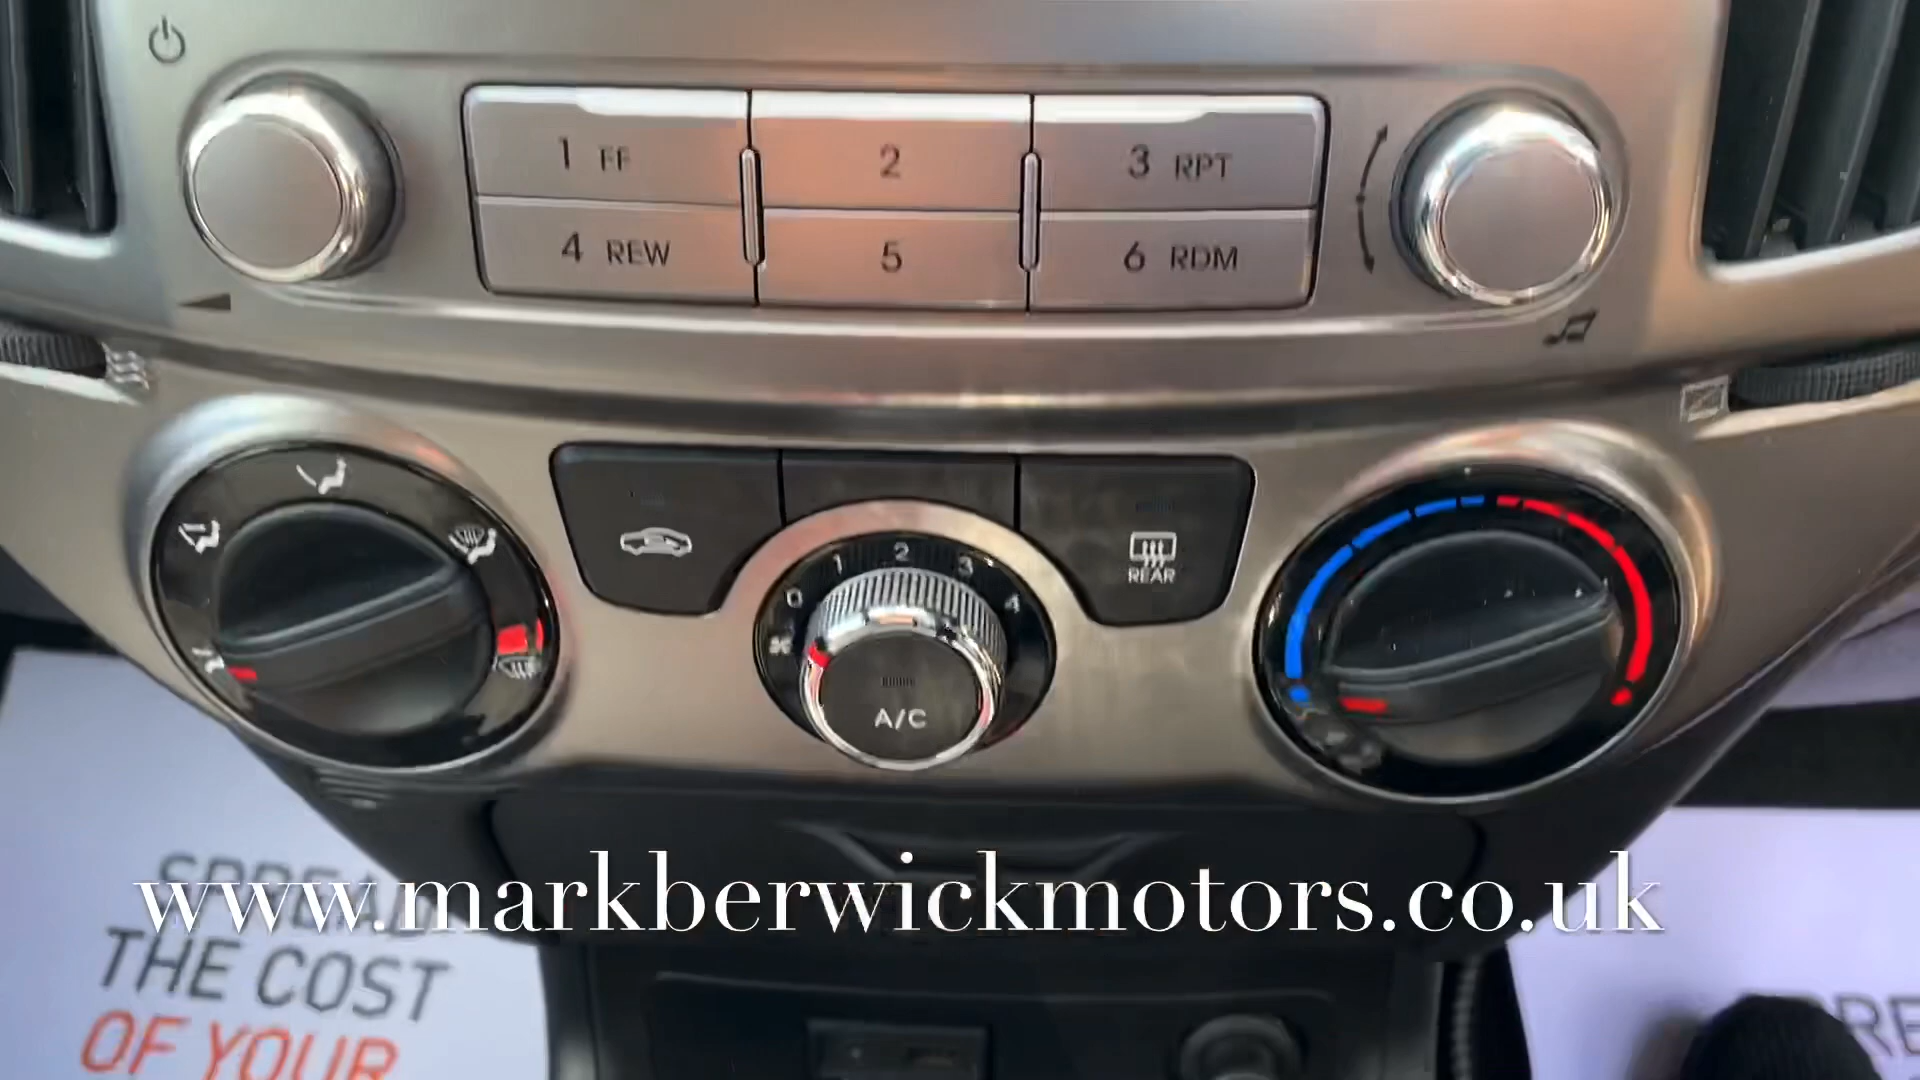 1 FF 2 3 RPT
4 REW 5 6 RDM
0 1 2 3 4
REAR
A/C
www.markberwickmotors.co.uk
SPREAD
THE COST
OF YOUR